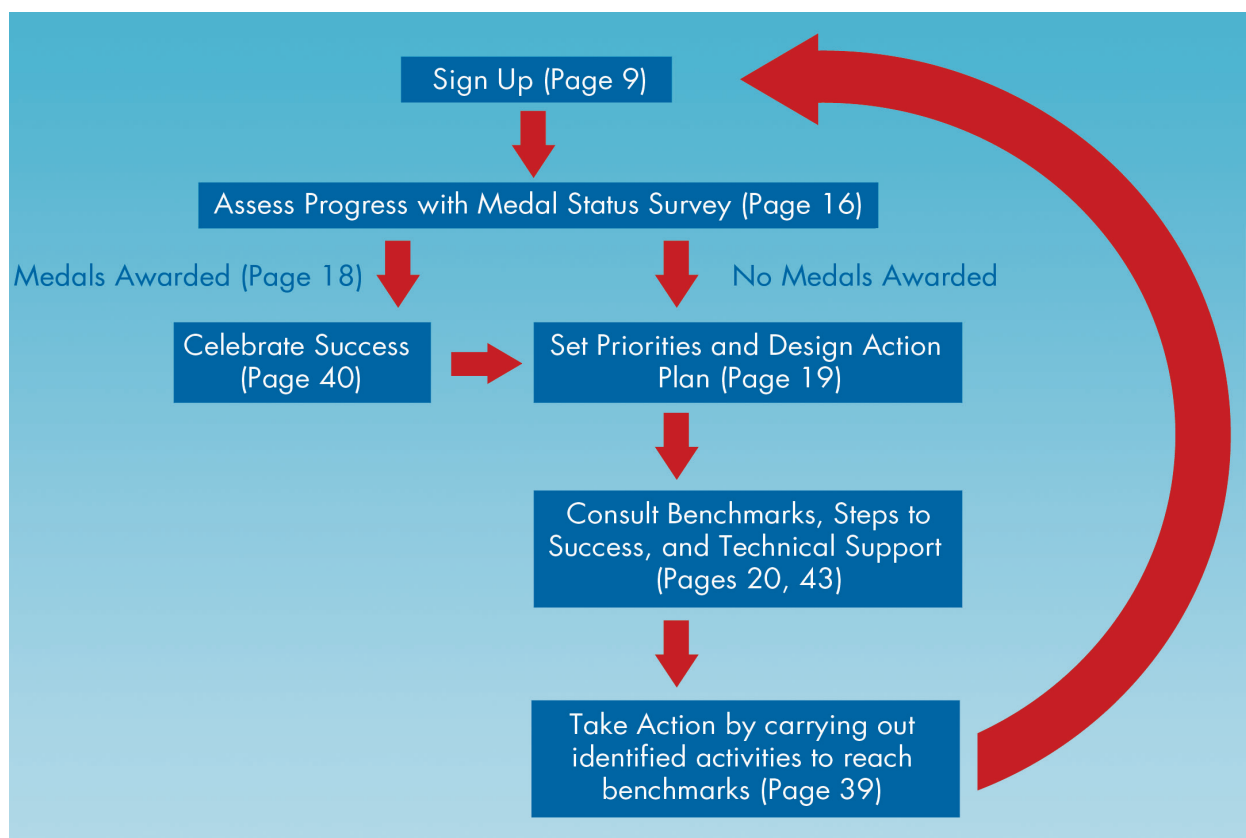 Sign Up (Page 9)
Assess Progress with Medal Status Survey (Page 16)
Medals Awarded (Page 18)
No Medals Awarded
Celebrate Success
(Page 40)
Set Priorities and Design Action
Plan (Page 19)
Consult Benchmarks, Steps to
Success, and Technical Support
(Pages 20, 43)
Take Action by carrying out
identified activities to reach
benchmarks (Page 39)